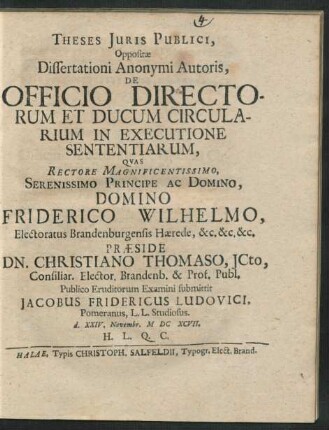 4
THESES JURIS PUBLICI,
Oppositæ
Dissertationi Anonymi Autoris,
DE
OFFICIO DIRECTO-
RUM ET DUCUM CIRCULA-
RIUM IN EXECUTIONE
SENTENTIARUM,
QVAS
RECTORE MAGNIFICENTISSIMO,
SERENISSIMO PRINCIPE AC DOMINO,
DOMINO
FRIDERICO WILHELMO,
Electoratus Brandenburgensis Hærede, &c. &c. &c.
PRÆSIDE
DN. CHRISTIANO THOMASO, JCto,
Consiliar. Elector. Brandenb. & Prof. Publ.
Publico Eruditorum Examini submittit
JACOBUS FRIDERICUS LUDOVICI,
Pomeranus, L. L. Studiosus.
d. XXIV. Novembr. M DC XCVII.
H. L. Q. C.
HALAE, Typis CHRISTOPH. SALFELDII, Typogr. Elect. Brand.